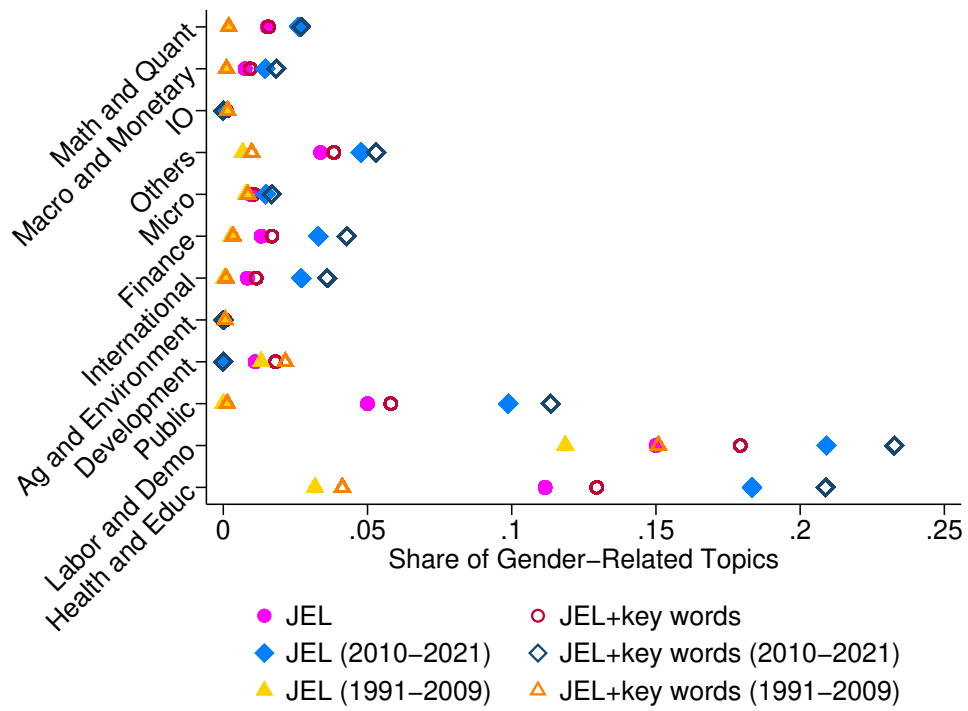 Math and Quant
Macro and Monetary
IO
Others
Micro
Finance
International
Ag and Environment
Development
Public
Labor and Demo
Health and Educ
0 .05 .1 .15 .2 .25
Share of Gender−Related Topics
JEL JEL+key words
JEL (2010−2021) JEL+key words (2010−2021)
JEL (1991−2009) JEL+key words (1991−2009)